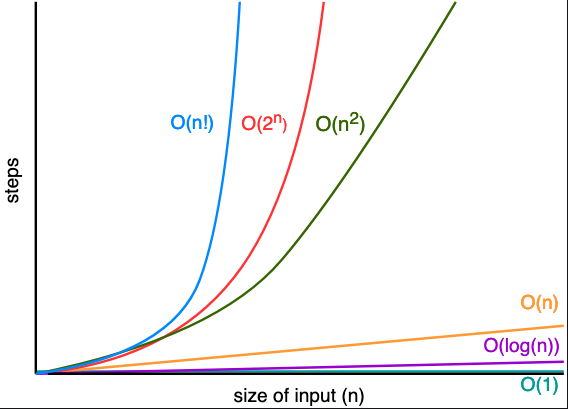 O(n!)
O(2ⁿ)
O(n²)
steps
O(n)
O(log(n))
O(1)
size of input (n)